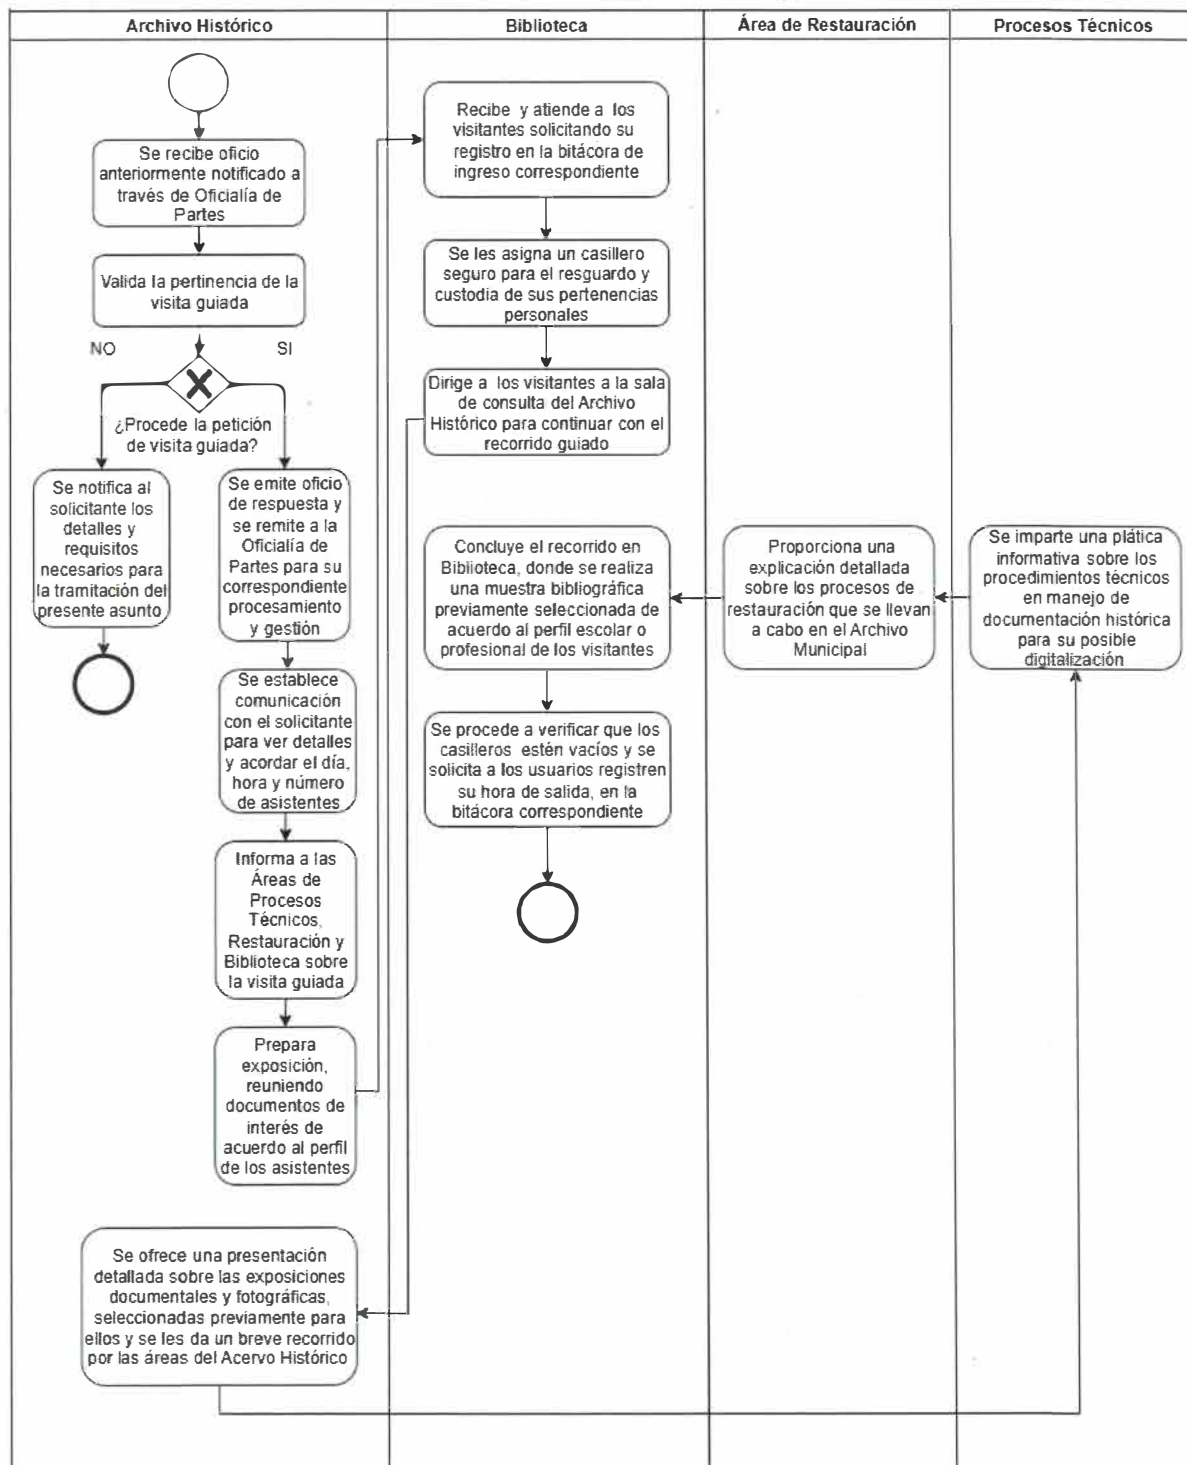 Archivo Histórico
Biblioteca
Área de Restauración
Procesos Técnicos
Se recibe oficio
anteriormente notificado a
través de Oficialía de
Partes
Valida la pertinencia de la
visita guiada
NO
SI
¿Procede la petición
de visita guiada?
Se notifica al
solicitante los
detalles y
requisitos
necesarios para
la tramitación del
presente asunto
Se emite oficio
de respuesta y
se remite a la
Oficialía de
Partes para su
correspondiente
procesamiento
y gestión
Se establece
comunicación
con el solicitante
para ver detalles
y acordar el día,
hora y número
de asistentes
Informa a las
Áreas de
Procesos
Técnicos,
Restauración y
Biblioteca sobre
la visita guiada
Prepara
exposición,
reuniendo
documentos de
interés de
acuerdo al perfil
de los asistentes
Recibe y atiende a los
visitantes solicitando su
registro en la bitácora de
ingreso correspondiente
Se les asigna un casillero
seguro para el resguardo y
custodia de sus pertenencias
personales
Dirige a los visitantes a la sala
de consulta del Archivo
Histórico para continuar con el
recorrido guiado
Se ofrece una presentación
detallada sobre las exposiciones
documentales y fotográficas,
seleccionadas previamente para
ellos y se les da un breve recorrido
por las áreas del Acervo Histórico
Se imparte una plática
informativa sobre los
procedimientos técnicos
en manejo de
documentación histórica
para su posible
digitalización
Proporciona una
explicación detallada
sobre los procesos de
restauración que se llevan
a cabo en el Archivo
Municipal
Concluye el recorrido en
Biblioteca, donde se realiza
una muestra bibliográfica
previamente seleccionada de
acuerdo al perfil escolar o
profesional de los visitantes
Se procede a verificar que los
casilleros estén vacíos y se
solicita a los usuarios registren
su hora de salida, en la
bitácora correspondiente